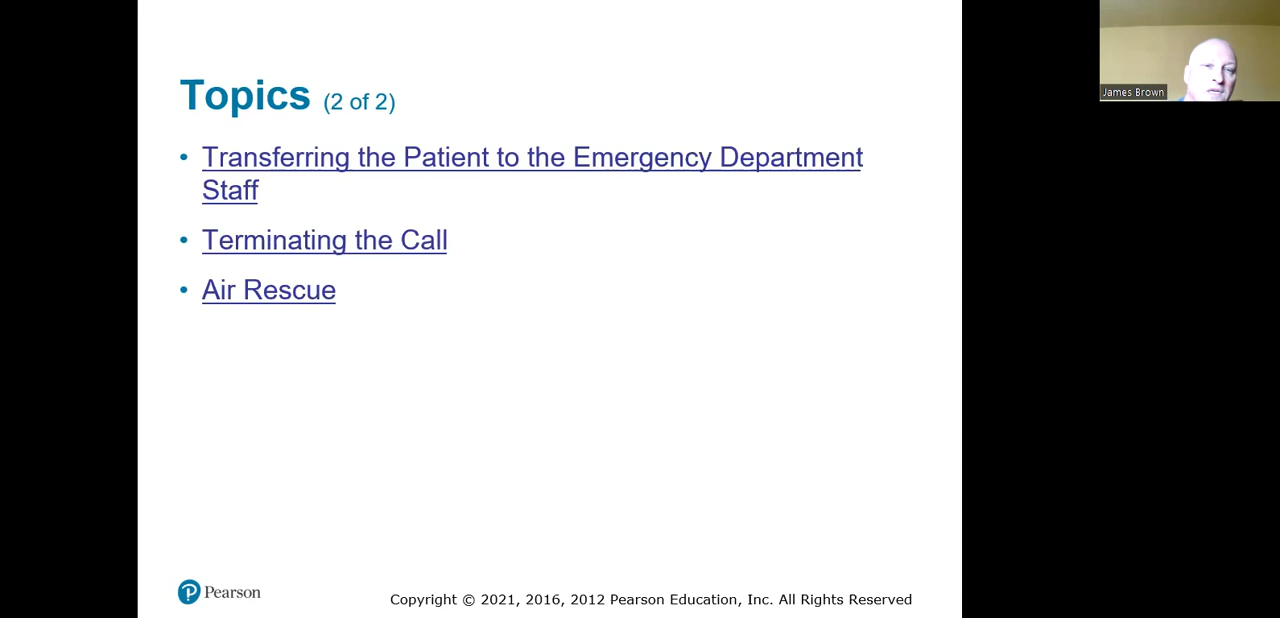 Topics (2 of 2)
• Transferring the Patient to the Emergency Department
Staff
• Terminating the Call
• Air Rescue
Pearson
Copyright © 2021, 2016, 2012 Pearson Education, Inc. All Rights Reserved
James Brown